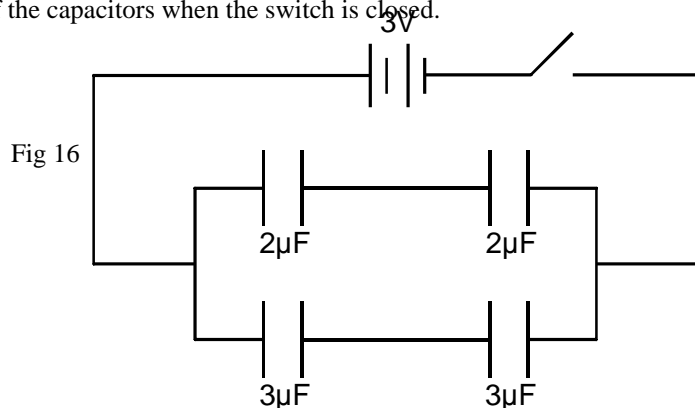 f the capacitors when the switch is closed.
3V
Fig 16
2μF 2μF
3μF 3μF